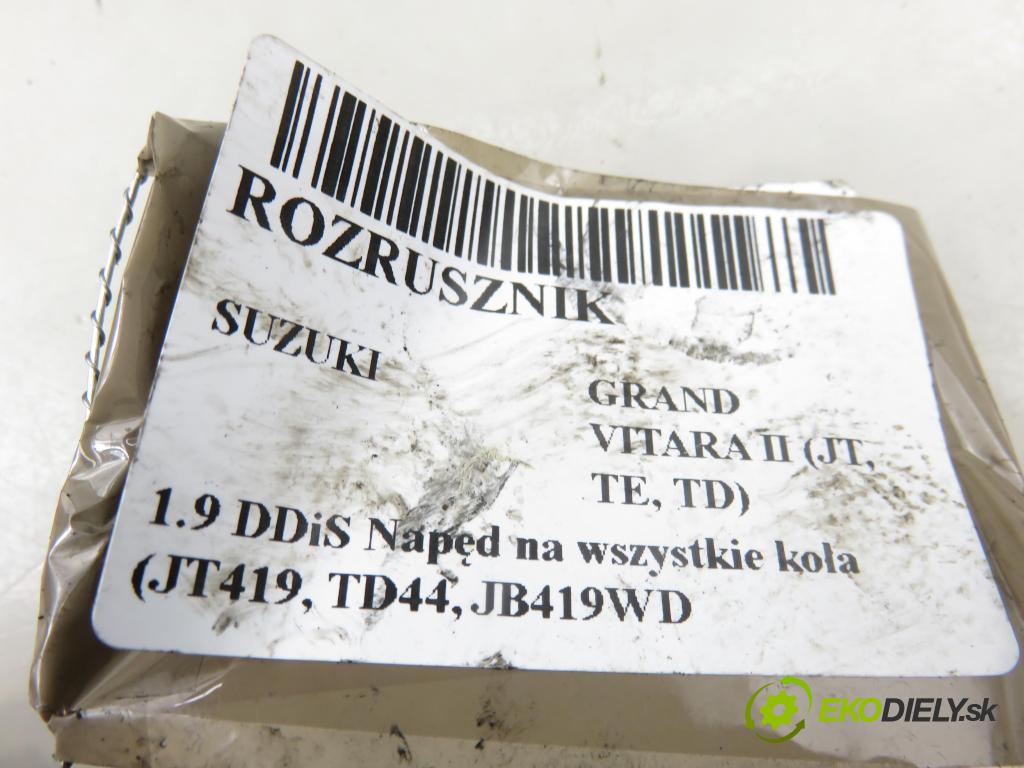 ROZRUSZNIK
SUZUKI
GRAND
VITARA II (JT,
TE, TD)
1.9 DDiS Napęd na wszystkie koła
(JT419, TD44, JB419WD
EKODIELY.sk